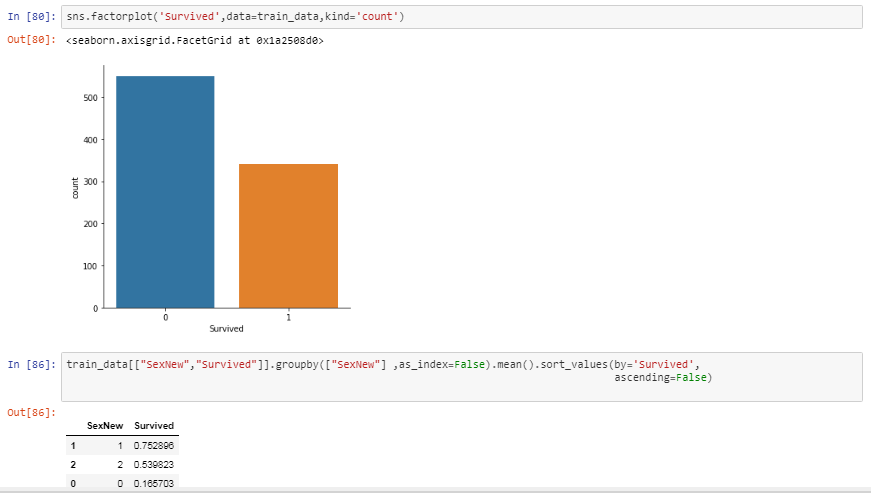 In [80]: sns.factorplot('Survived',data=train_data,kind='count')
Out[80]: <seaborn.axisgrid.FacetGrid at 0x1a2508d0>
500
400
300
200
100
0
count
0 1
Survived
In [86]: train_data[["SexNew","Survived"]].groupby(["SexNew"] ,as_index=False).mean().sort_values(by='Survived',
ascending=False)
Out[86]:
SexNew Survived
1 1 0.752896
2 2 0.539823
0 0 0.165703